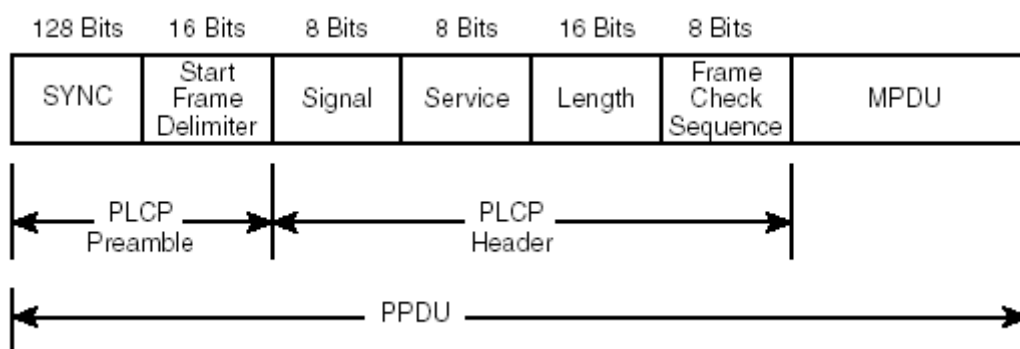 128 Bits 16 Bits 8 Bits 8 Bits 16 Bits 8 Bits
SYNC
Start
Frame
Delimiter
Signal
Service
Length
Frame
Check
Sequence
MPDU
PLCP
Preamble
PLCP
Header
PPDU